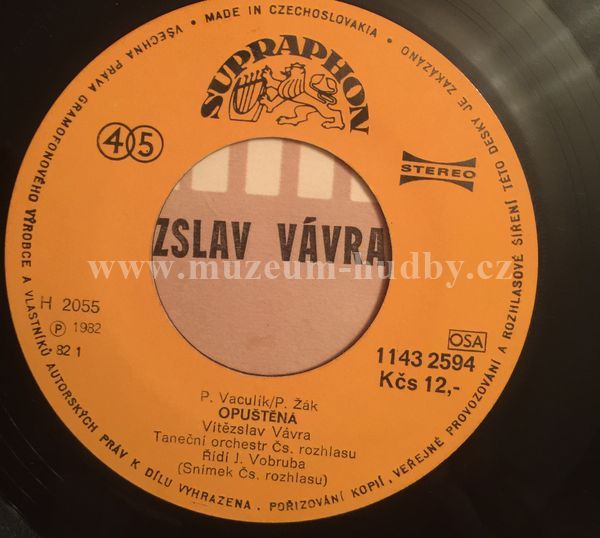 VŠECHNA PRÁVA GRAMOFONOVÉHO VÝROBCE A VLASTNÍKŮ AUTORSKÝCH PRÁV K DÍLU VYHRAZENA. POŘIZOVÁNÍ KOPIÍ, VEŘEJNÉ PROVOZOVÁNÍ A ROZHLASOVÉ ŠÍŘENÍ TÉTO DESKY JE ZAKÁZÁNO • MADE IN CZECHOSLOVAKIA •
SUPRAPHON
45
STEREO
ZSLAV VÁVRA
www.muzeum-hudby.cz
H 2055
Ⓟ 1982
82 1
OSA
1143 2594
Kčs 12,-
P. Vaculík/P. Žák
OPUŠTĚNÁ
Vítězslav Vávra
Taneční orchestr Čs. rozhlasu
Řídí J. Vobruba
(Snímek Čs. rozhlasu)